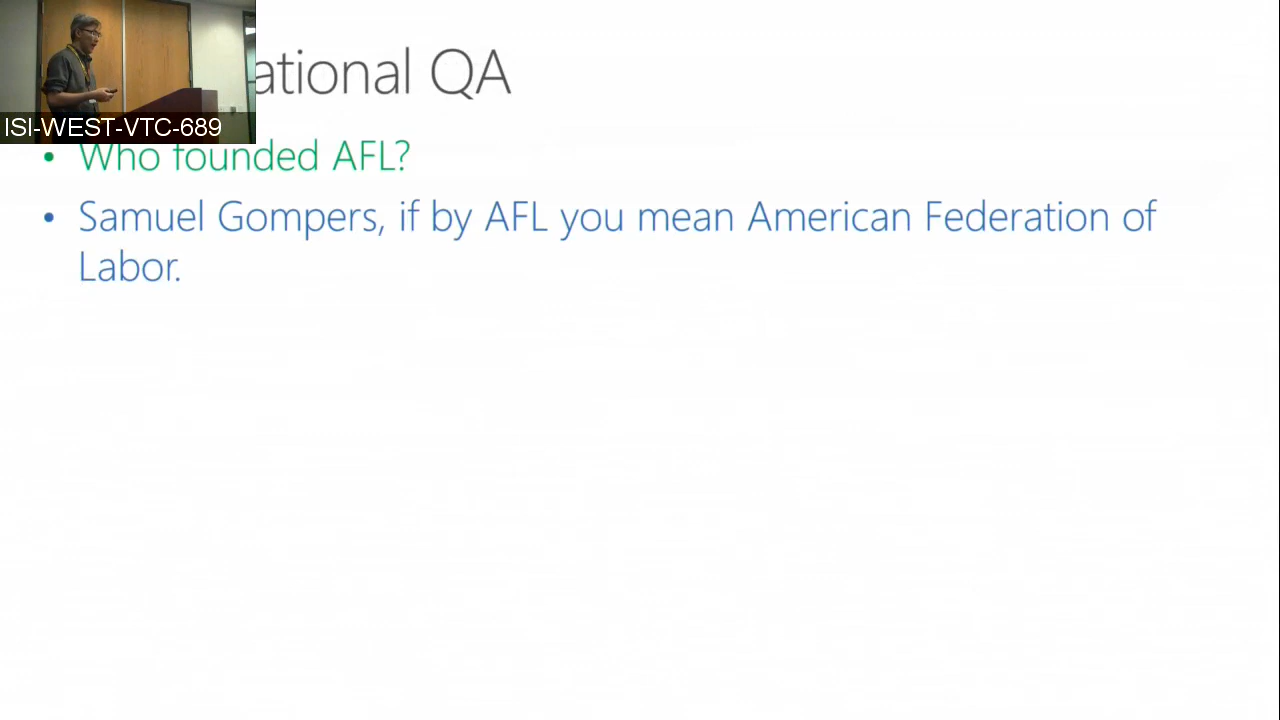 ational QA
ISI-WEST-VTC-689
• Who founded AFL?
• Samuel Gompers, if by AFL you mean American Federation of
Labor.